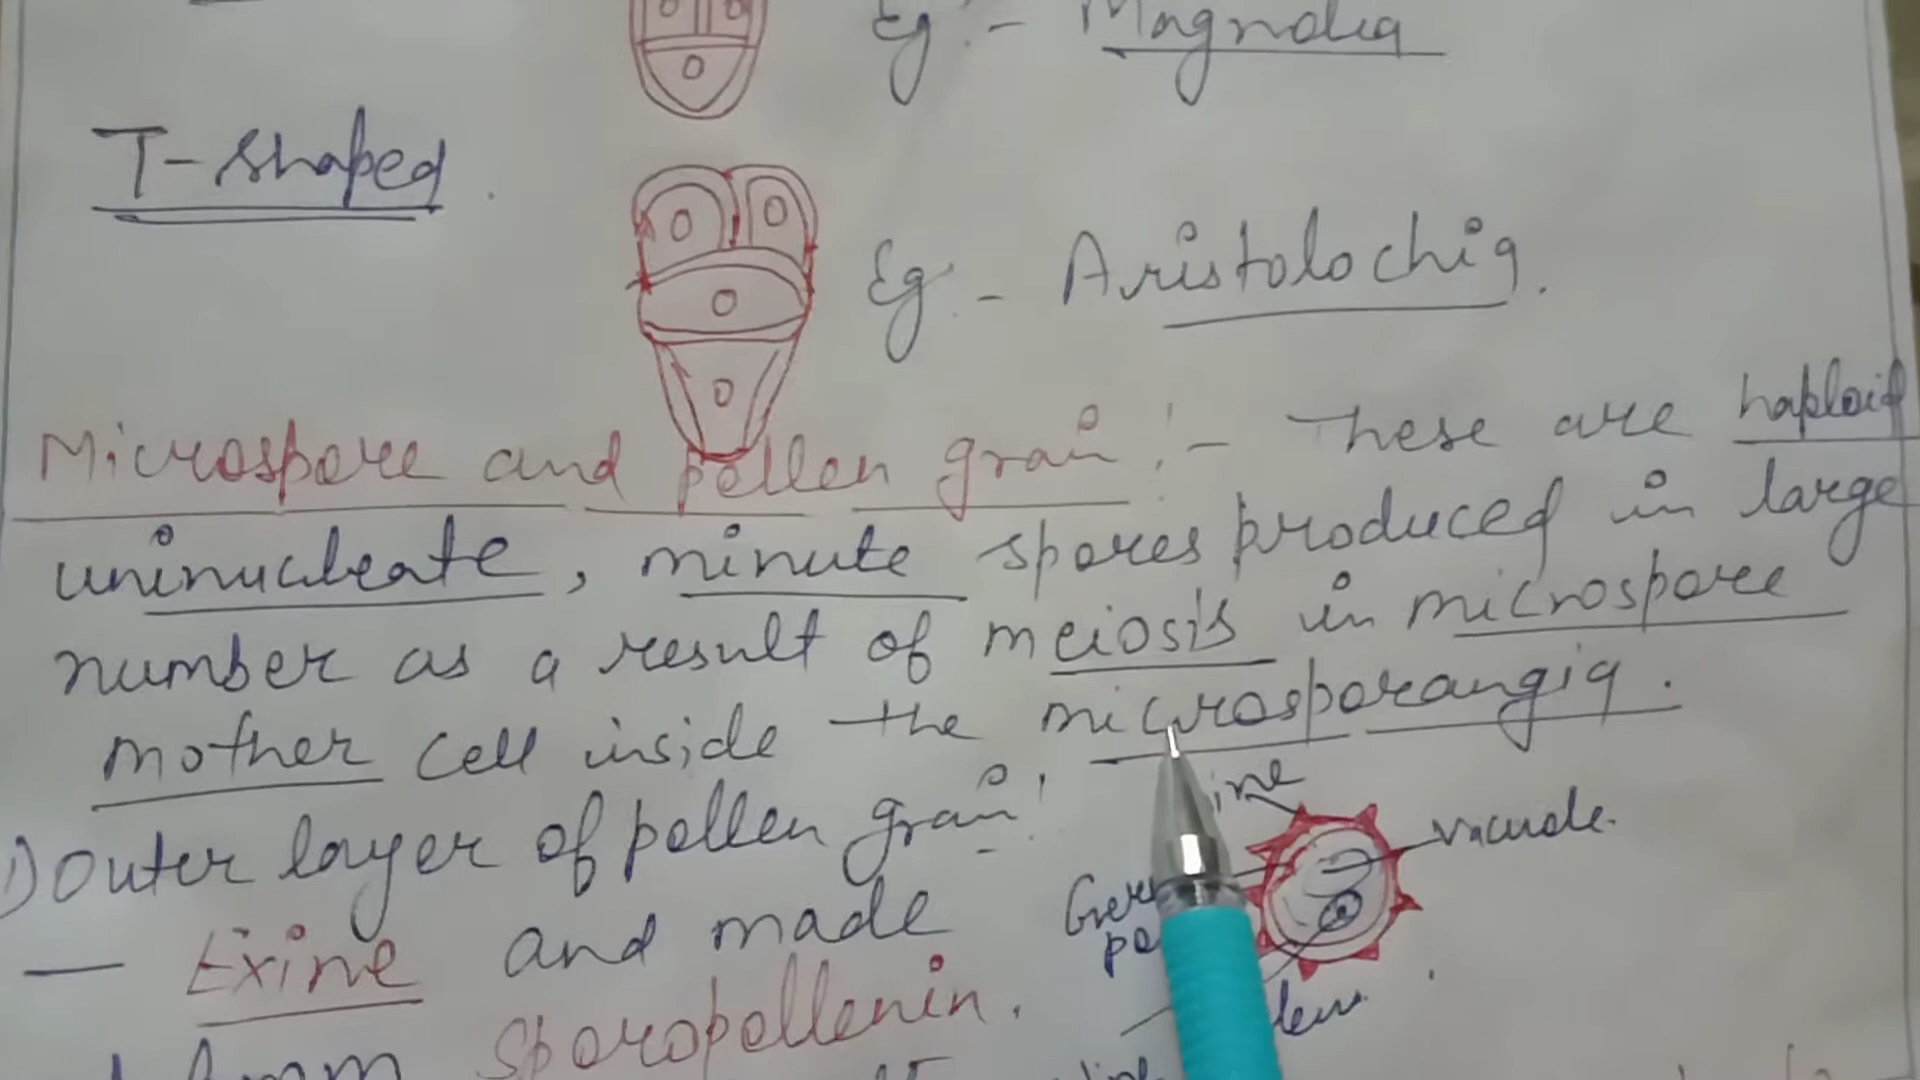 Eg:- Magnolia
T-shaped
Eg:- Aristolochia.
Microspore and pollen grain:- These are haploid
uninucleate, minute spores produced in large
number as a result of meiosis in microspore
mother cell inside the microsporangia.
1) Outer layer of pollen grain:
vacuole.
— Exine and made
sporopollenin.